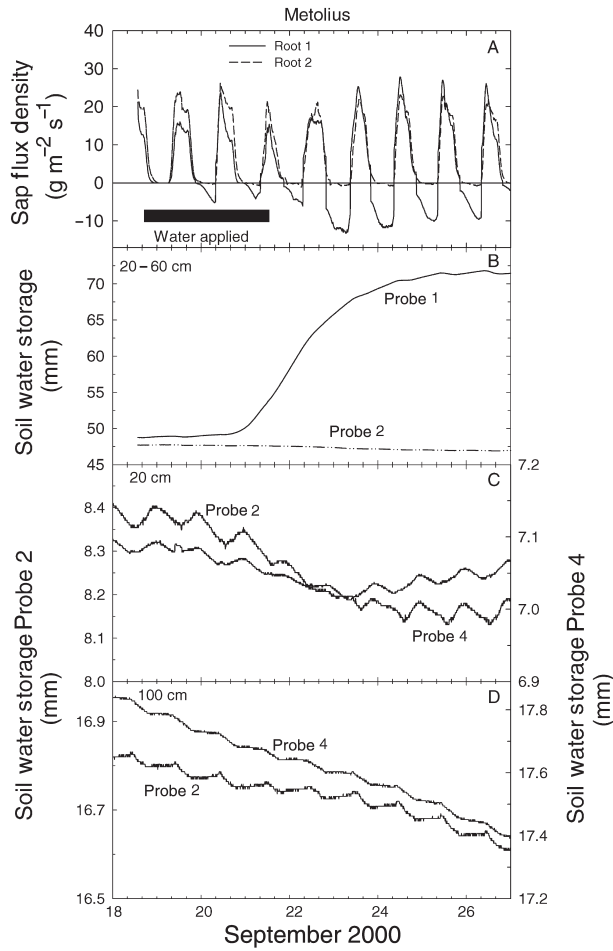 Metolius
A
Root 1
Root 2
40
30
20
10
0
−10
Sap flux density
(g m−2 s−1)
Water applied
B
20 – 60 cm
70
65
60
55
50
45
Soil water storage
(mm)
Probe 1
Probe 2
7.2
C
20 cm
8.4
8.3
8.2
8.1
8.0
Probe 2
Probe 4
7.1
7.0
6.9
D
100 cm
16.9
16.7
16.5
Probe 4
Probe 2
17.8
17.6
17.4
17.2
Soil water storage Probe 2
(mm)
Soil water storage Probe 4
(mm)
18 20 22 24 26
September 2000